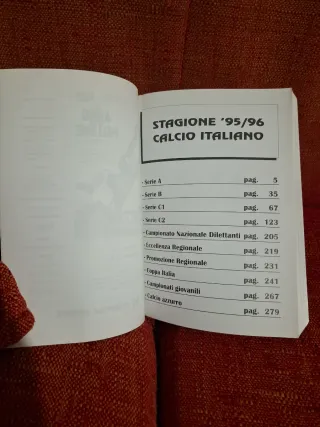 STAGIONE '95/96
CALCIO ITALIANO
- Serie A pag. 5
- Serie B pag. 35
- Serie C1 pag. 67
- Serie C2 pag. 123
- Campionato Nazionale Dilettanti pag. 205
- Eccellenza Regionale pag. 219
- Promozione Regionale pag. 231
- Coppa Italia pag. 241
- Campionati giovanili pag. 267
- Calcio azzurro pag. 279